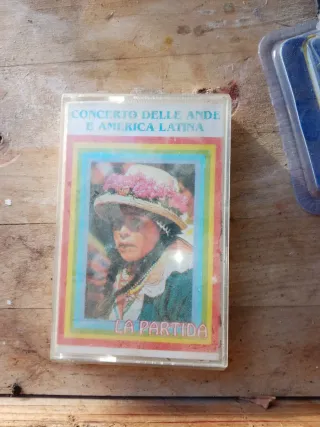 CONCERTO DELLE ANDE
E AMERICA LATINA
LA PARTIDA